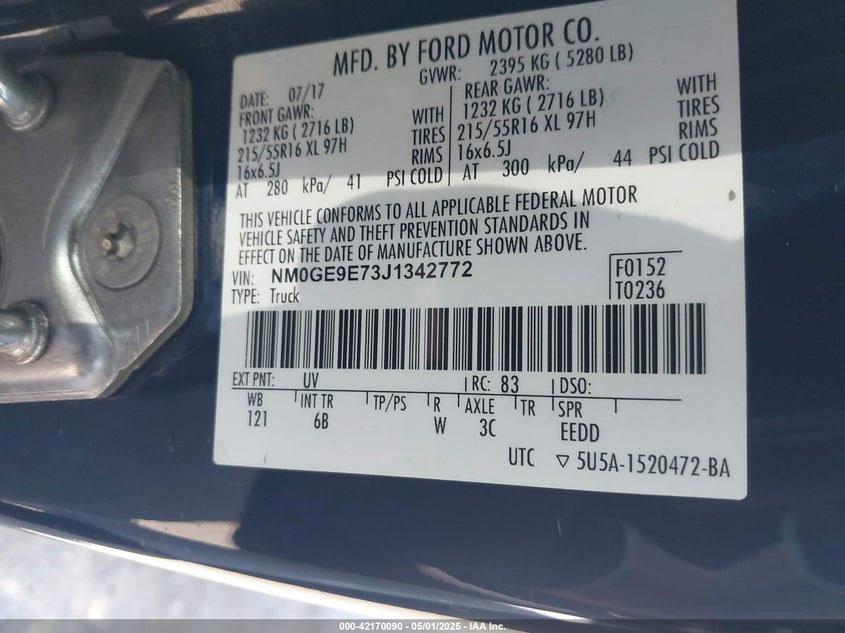 MFD. BY FORD MOTOR CO.
GVWR: 2395 KG ( 5280 LB)
DATE: 07/17
FRONT GAWR:
1232 KG ( 2716 LB) WITH
215/55R16 XL 97H TIRES
16x6.5J RIMS
AT 280 kPa/ 41 PSI COLD
REAR GAWR:
1232 KG ( 2716 LB) WITH
215/55R16 XL 97H TIRES
16x6.5J RIMS
AT 300 kPa/ 44 PSI COLD
THIS VEHICLE CONFORMS TO ALL APPLICABLE FEDERAL MOTOR
VEHICLE SAFETY AND THEFT PREVENTION STANDARDS IN
EFFECT ON THE DATE OF MANUFACTURE SHOWN ABOVE.
VIN: NM0GE9E73J1342772 F0152
TYPE: Truck T0236
EXT PNT: UV RC: 83 DSO:
WB INT TR TP/PS R AXLE TR SPR
121 6B W 3C EEDD
UTC ▽ 5U5A-1520472-BA
000-42170090 - 05/01/2025 - IAA Inc.